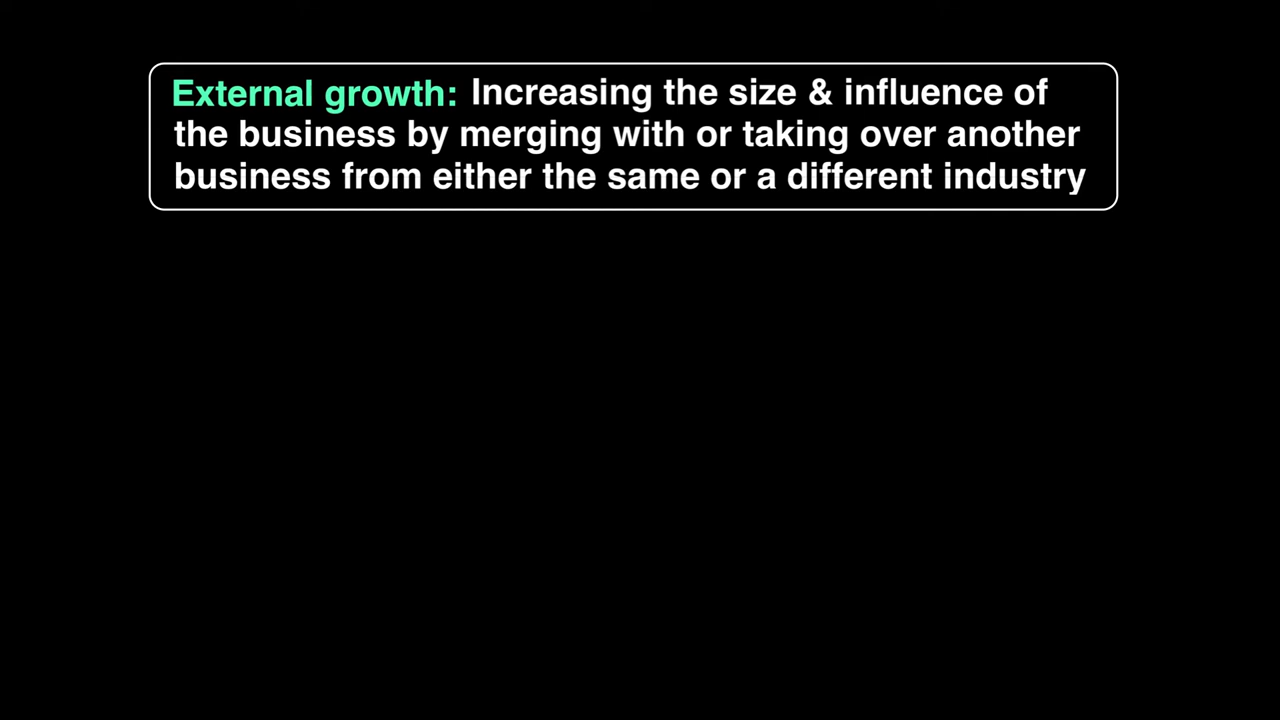 External growth: Increasing the size & influence of
the business by merging with or taking over another
business from either the same or a different industry